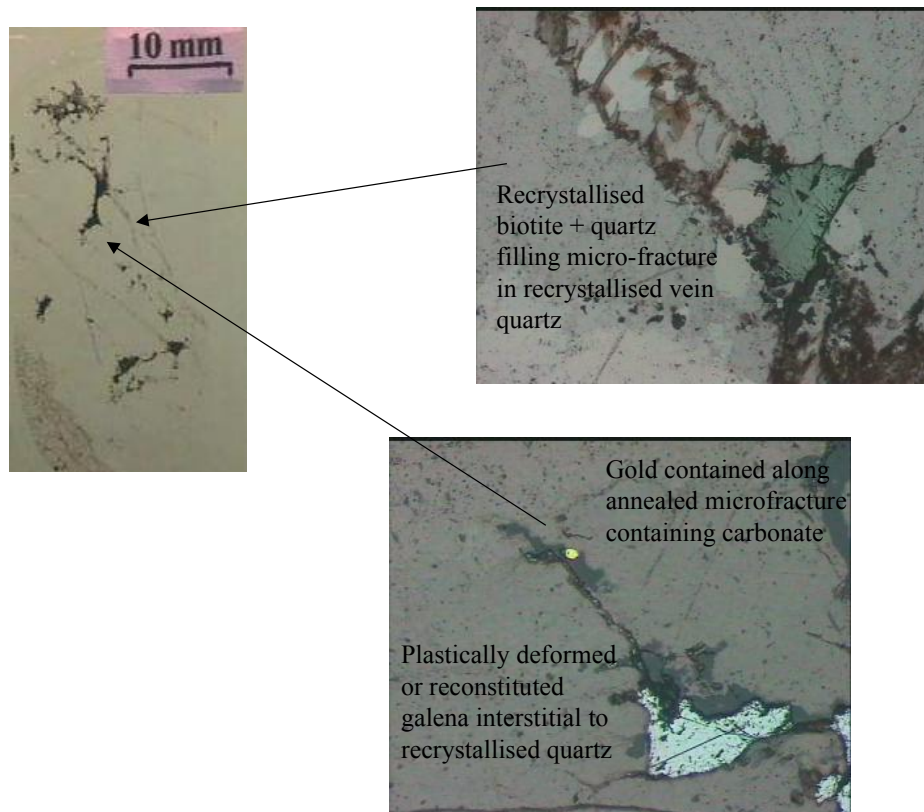 10 mm
Recrystallised
biotite + quartz
filling micro-fracture
in recrystallised vein
quartz
Gold contained along
annealed microfracture
containing carbonate
Plastically deformed
or reconstituted
galena interstitial to
recrystallised quartz